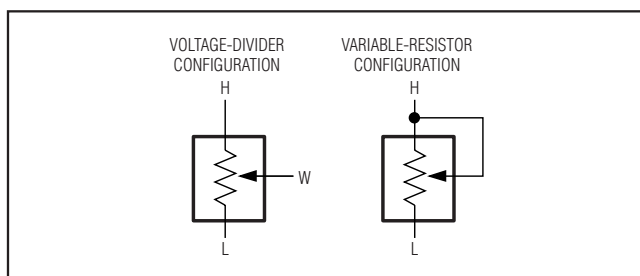 VOLTAGE-DIVIDER
CONFIGURATION
H
W
L
VARIABLE-RESISTOR
CONFIGURATION
H
L